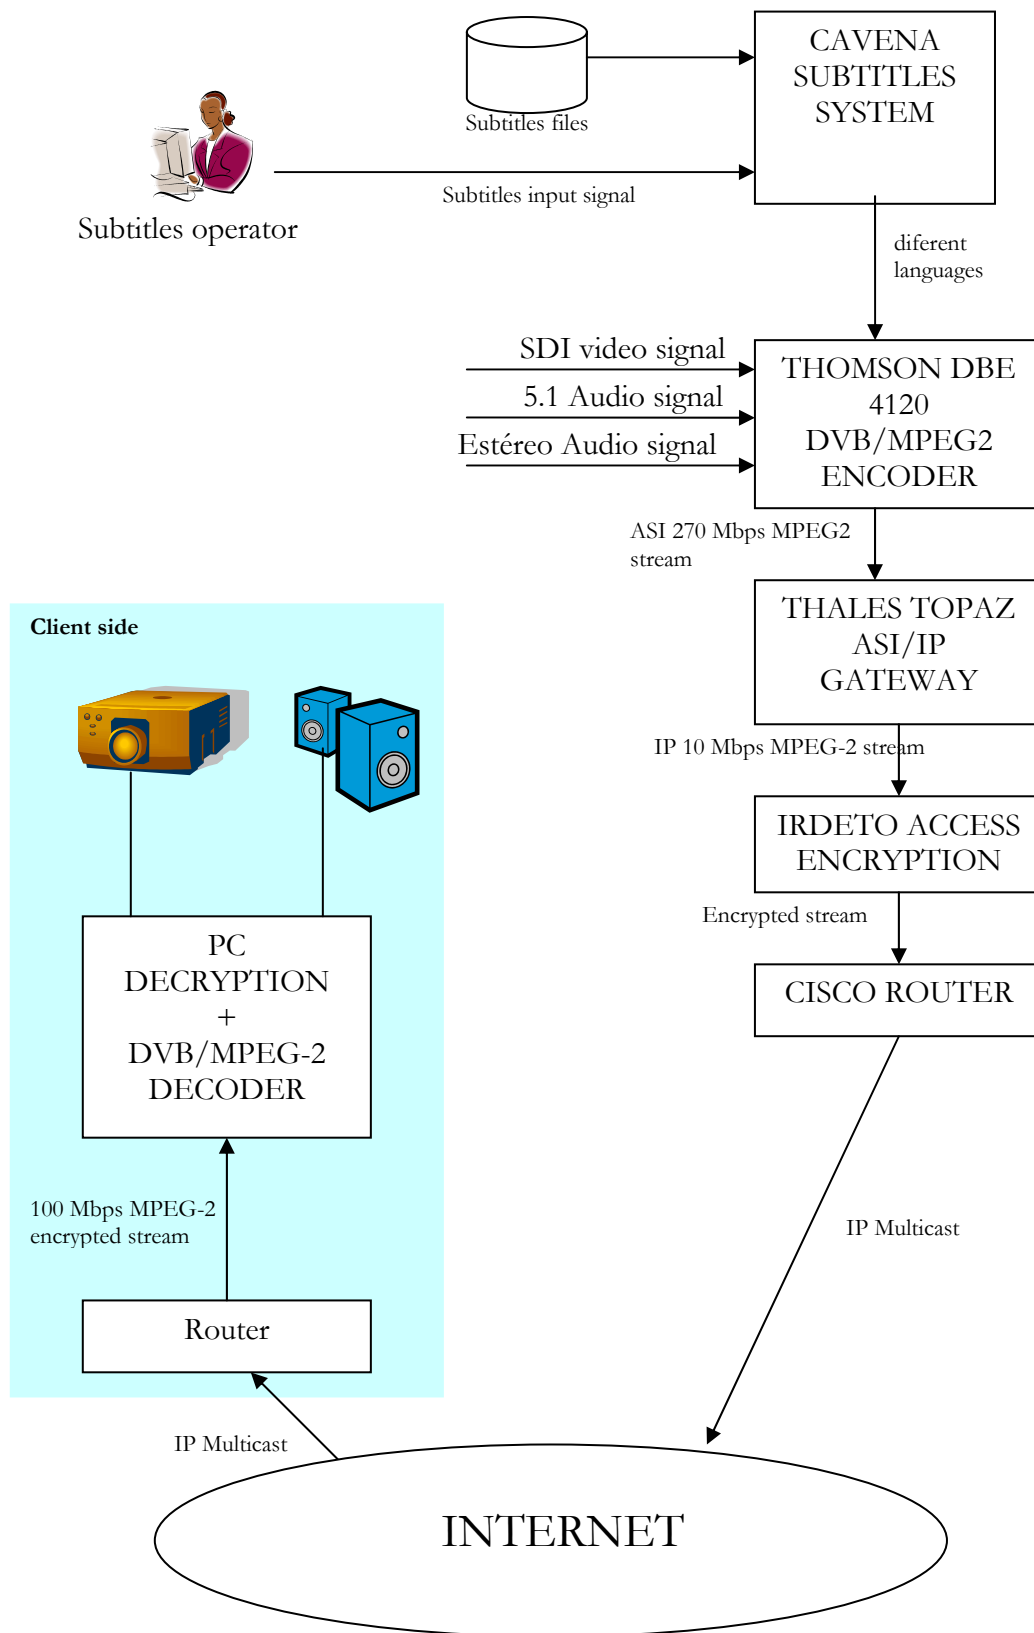 CAVENA
SUBTITLES
SYSTEM
Subtitles files
Subtitles input signal
Subtitles operator
diferent
languages
SDI video signal
5.1 Audio signal
Estéreo Audio signal
THOMSON DBE
4120
DVB/MPEG2
ENCODER
ASI 270 Mbps MPEG2
stream
THALES TOPAZ
ASI/IP
GATEWAY
IP 10 Mbps MPEG-2 stream
IRDETO ACCESS
ENCRYPTION
Encrypted stream
CISCO ROUTER
IP Multicast
Client side
PC
DECRYPTION
+
DVB/MPEG-2
DECODER
100 Mbps MPEG-2
encrypted stream
Router
IP Multicast
INTERNET